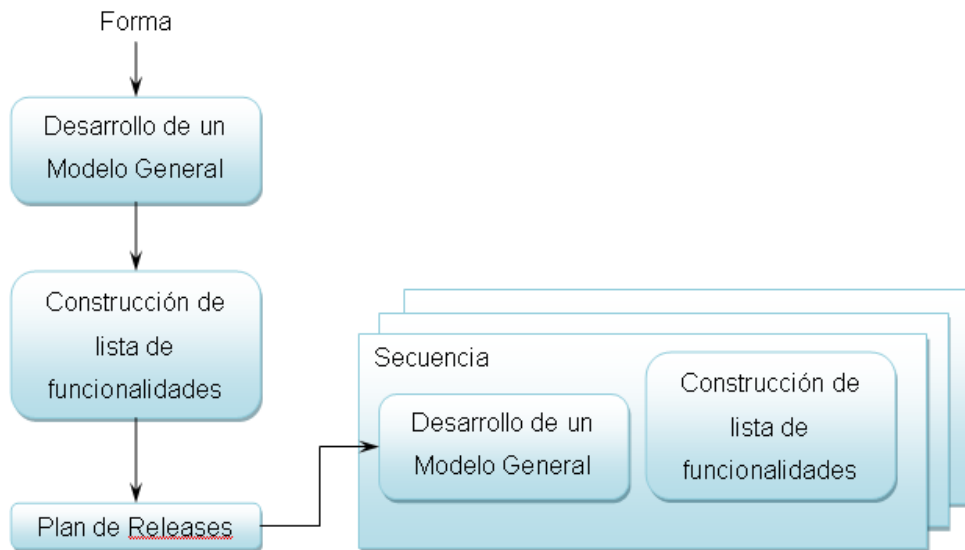 Forma
Desarrollo de un
Modelo General
Construcción de
lista de
funcionalidades
Plan de Releases
Secuencia
Desarrollo de un
Modelo General
Construcción de
lista de
funcionalidades